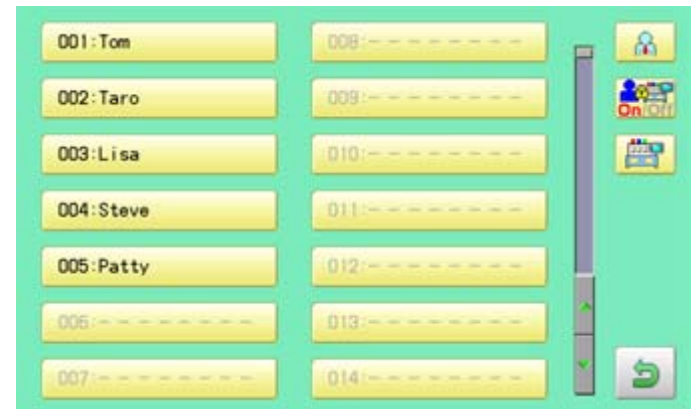 001:Tom
002:Taro
003:Lisa
004:Steve
005:Patty
006:- - - - - - - -
007:- - - - - - - -
008:- - - - - - - -
009:- - - - - - - -
010:- - - - - - - -
011:- - - - - - - -
012:- - - - - - - -
013:- - - - - - - -
014:- - - - - - - -
On/Off